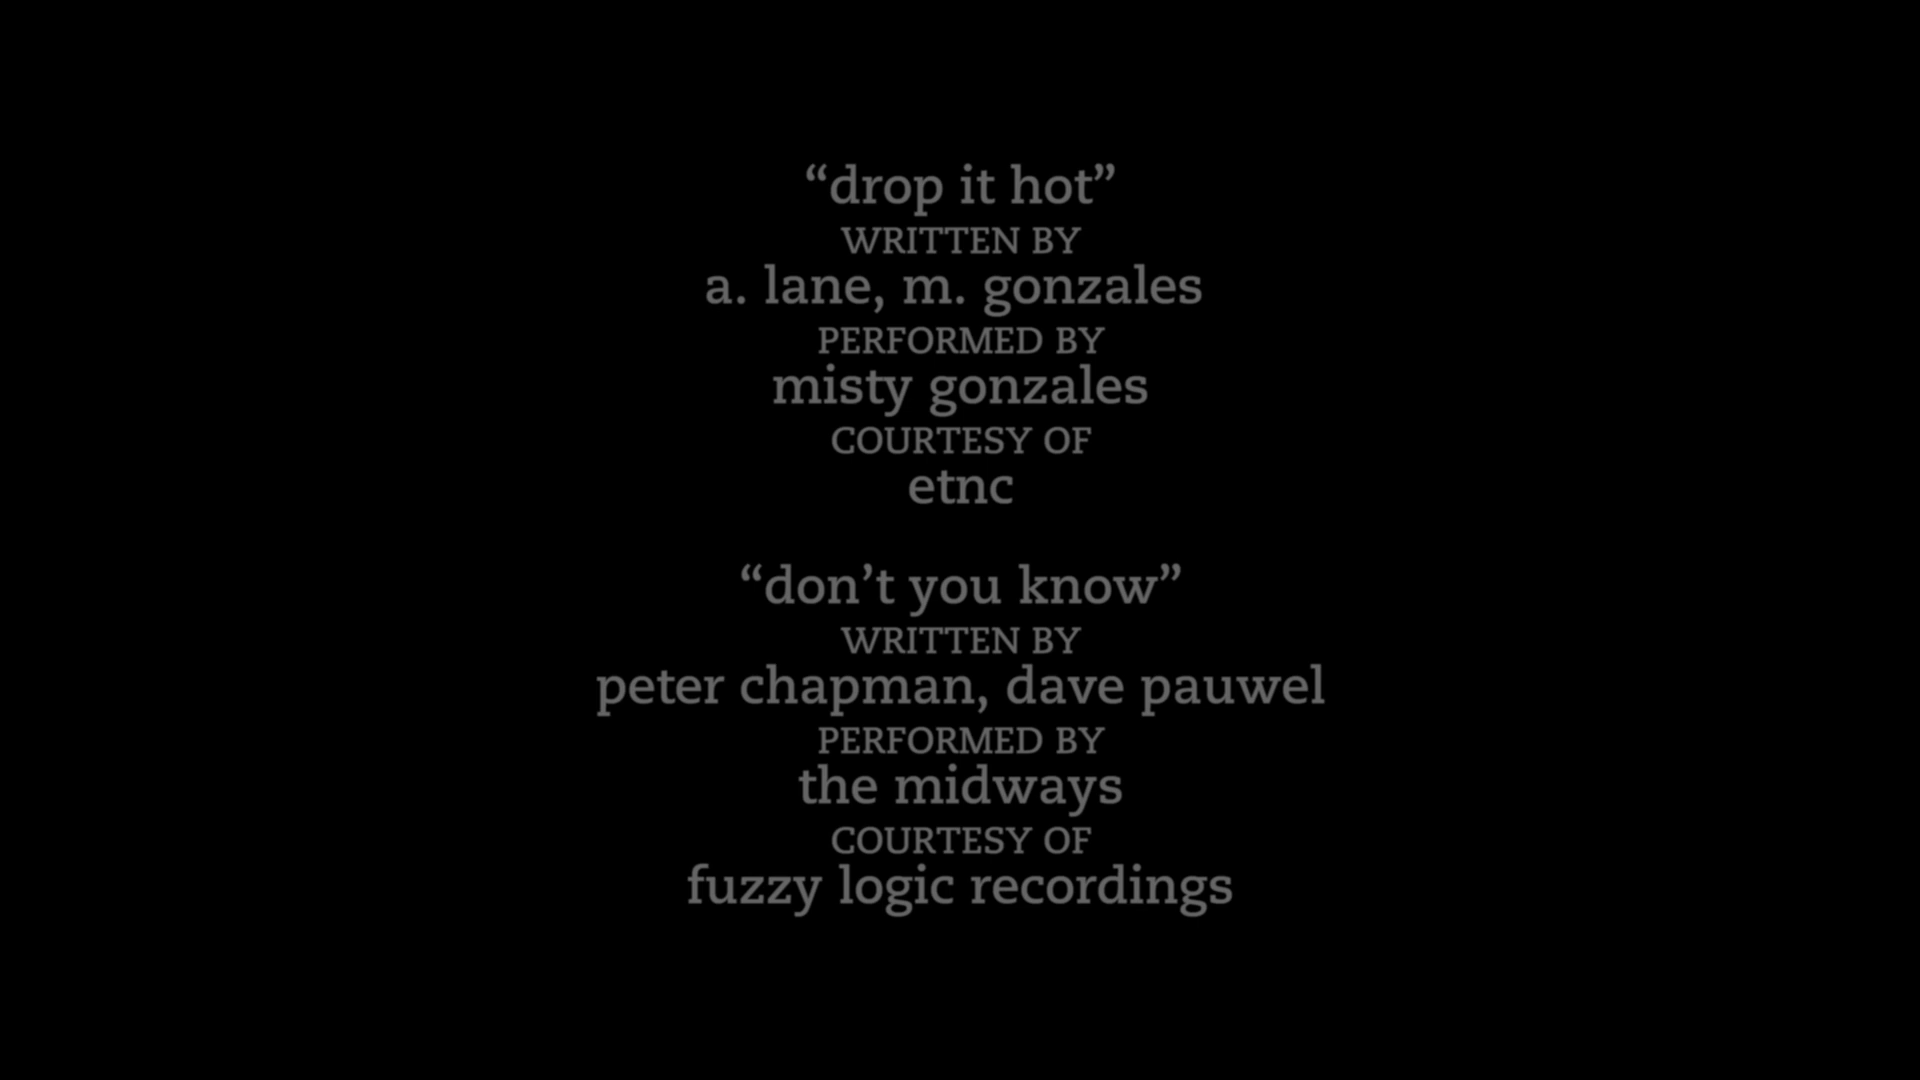 “drop it hot”
WRITTEN BY
a. lane, m. gonzales
PERFORMED BY
misty gonzales
COURTESY OF
etnc
“don’t you know”
WRITTEN BY
peter chapman, dave pauwel
PERFORMED BY
the midways
COURTESY OF
fuzzy logic recordings